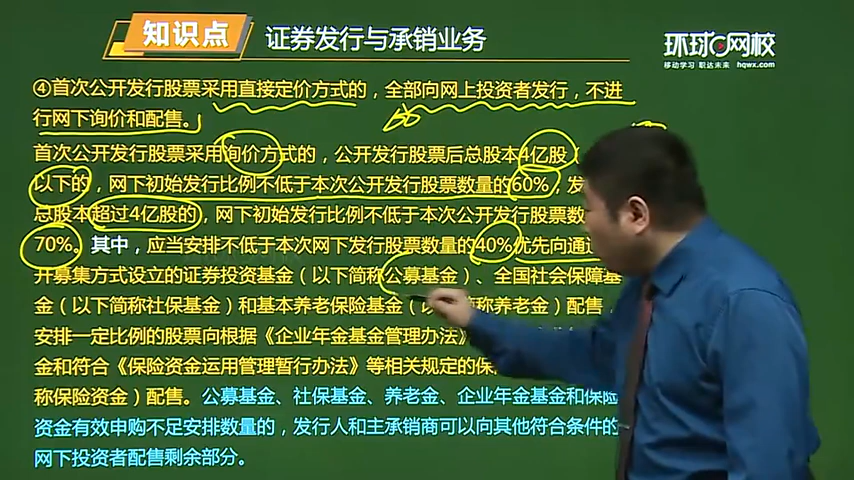 知识点 证券发行与承销业务
环球网校
移动学习 职达未来 hqwx.com
④首次公开发行股票采用直接定价方式的，全部向网上投资者发行，不进
行网下询价和配售。
首次公开发行股票采用询价方式的，公开发行股票后总股本4亿股（
以下的，网下初始发行比例不低于本次公开发行股票数量的60%，发
总股本超过4亿股的，网下初始发行比例不低于本次公开发行股票数
70%。其中，应当安排不低于本次网下发行股票数量的40%优先向通
开募集方式设立的证券投资基金（以下简称公募基金）、全国社会保障基
金（以下简称社保基金）和基本养老保险基金（以 简称养老金）配售，
安排一定比例的股票向根据《企业年金基金管理办法》
金和符合《保险资金运用管理暂行办法》等相关规定的保
称保险资金）配售。公募基金、社保基金、养老金、企业年金基金和保险
资金有效申购不足安排数量的，发行人和主承销商可以向其他符合条件的
网下投资者配售剩余部分。